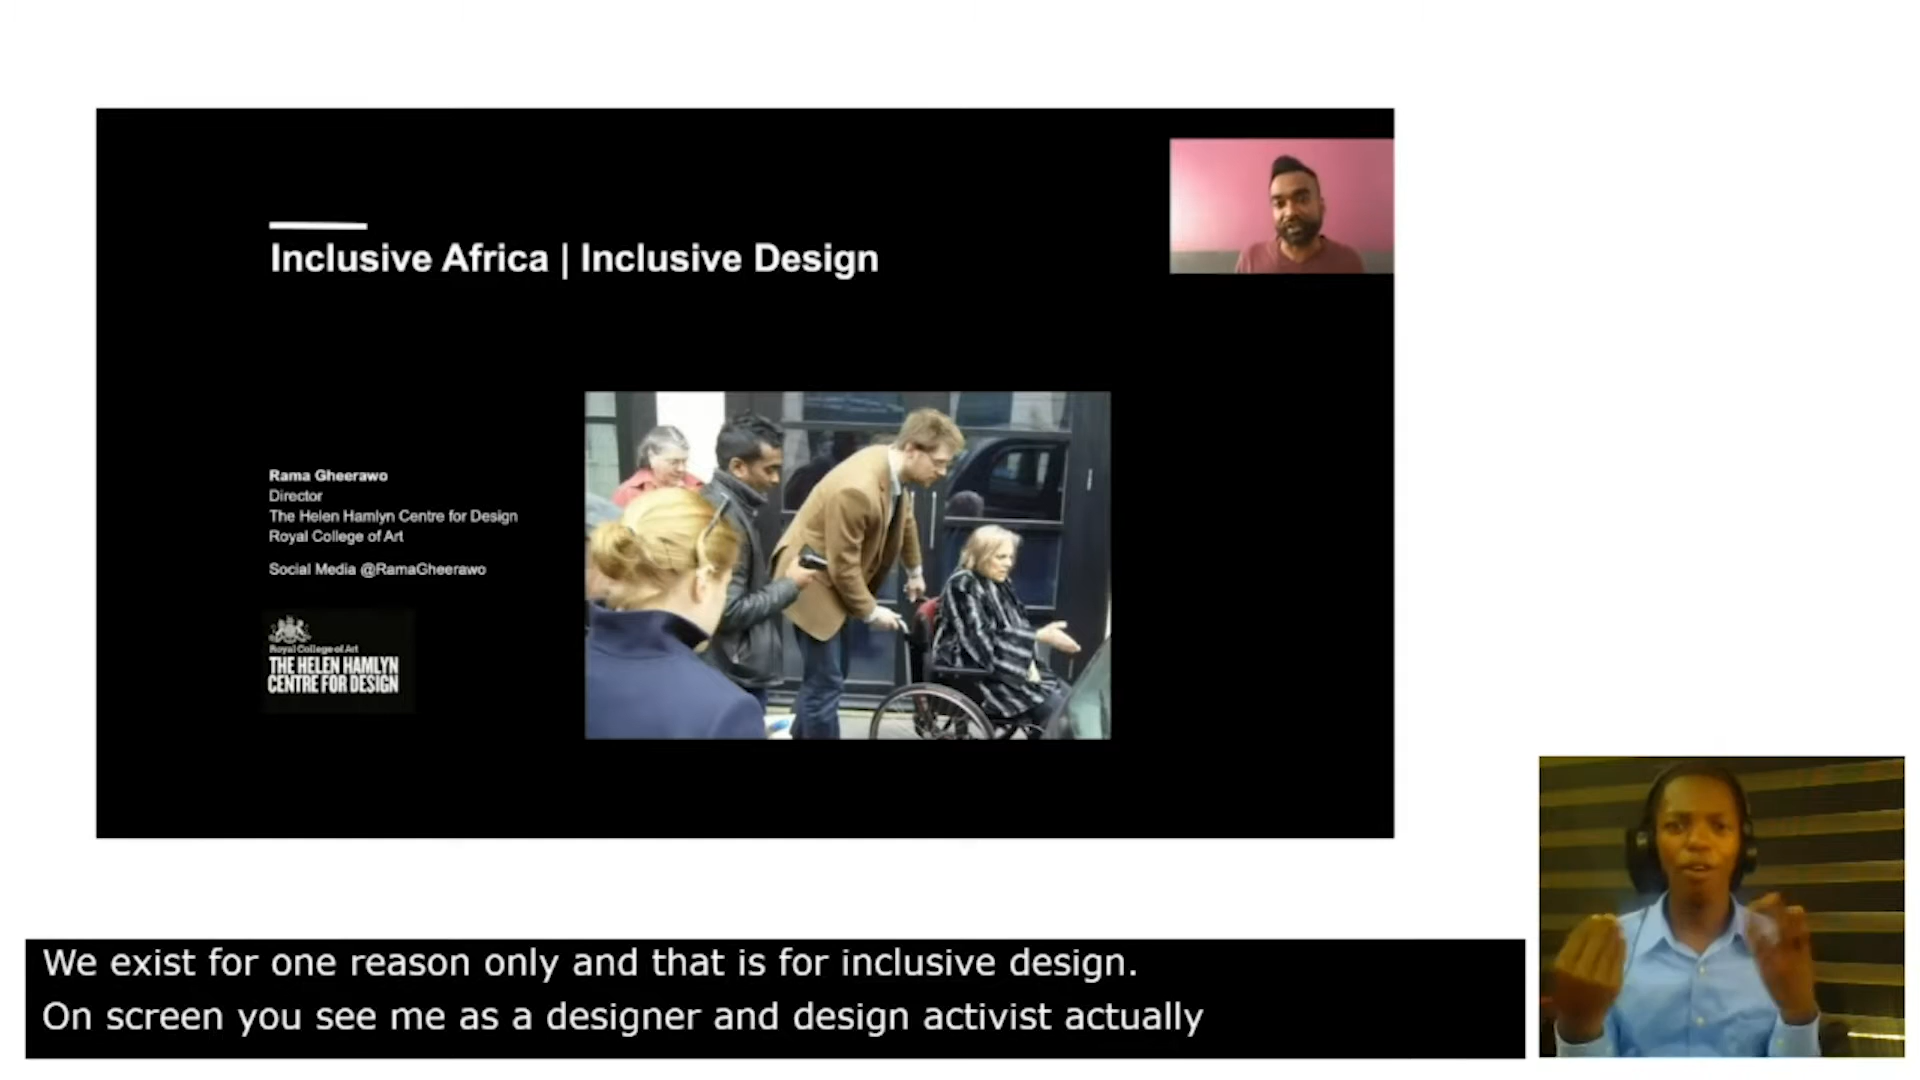 Inclusive Africa | Inclusive Design
Rama Gheerawo
Director
The Helen Hamlyn Centre for Design
Royal College of Art
Social Media @RamaGheerawo
Royal College of Art
THE HELEN HAMLYN
CENTRE FOR DESIGN
We exist for one reason only and that is for inclusive design.
On screen you see me as a designer and design activist actually